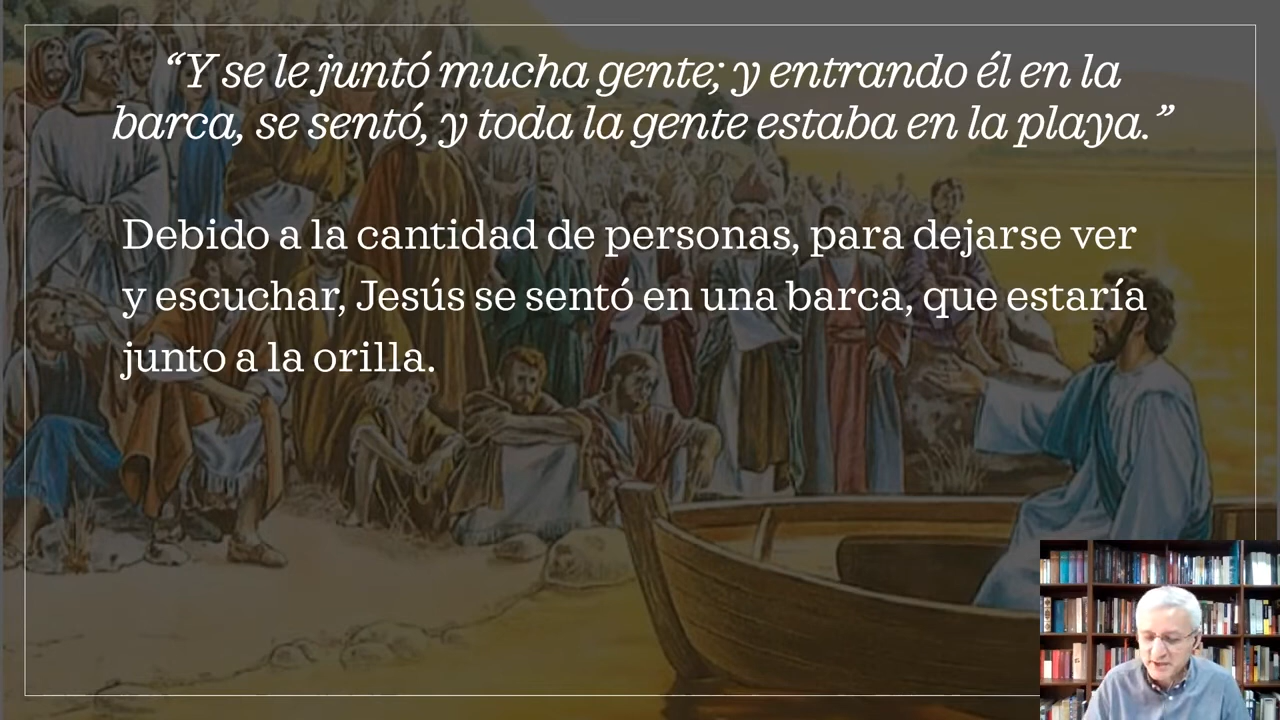 “Y se le juntó mucha gente; y entrando él en la
barca, se sentó, y toda la gente estaba en la playa.”
Debido a la cantidad de personas, para dejarse ver
y escuchar, Jesús se sentó en una barca, que estaría
junto a la orilla.